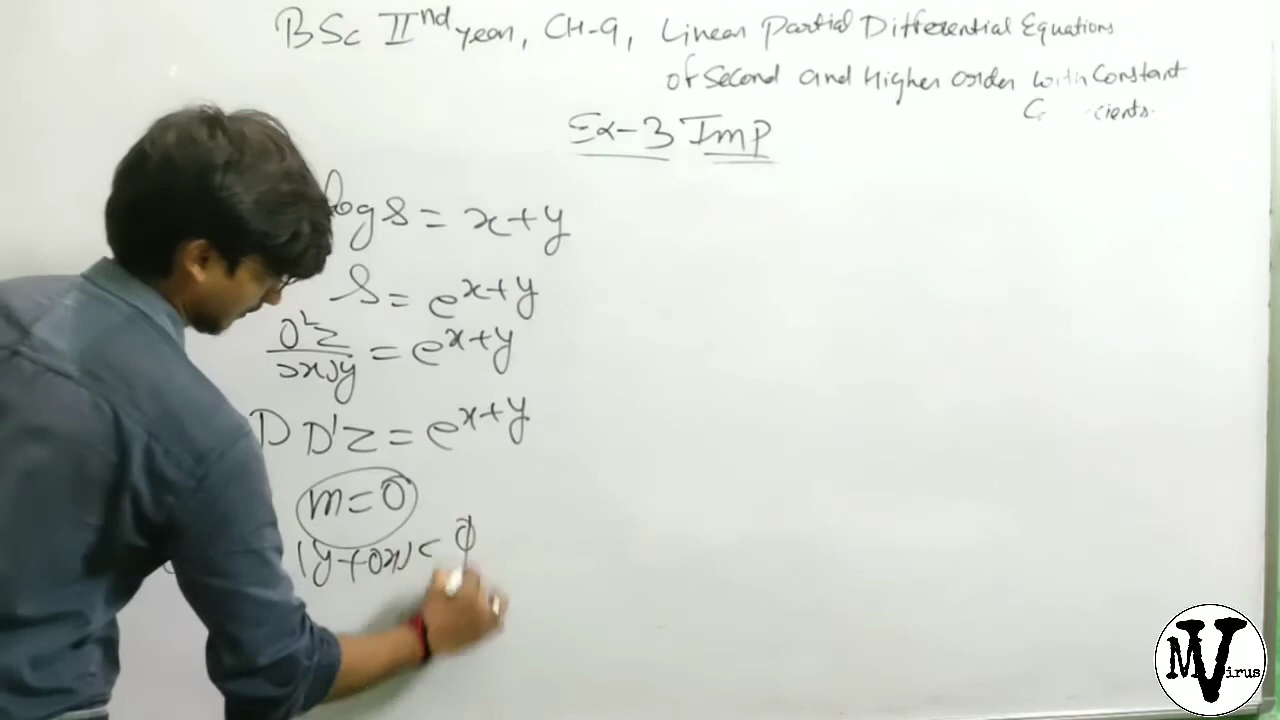 BSc IInd year, CH-9, Linear Partial Differential Equations
of Second and Higher order with Constant
Ex-3 Imp
log s = x+y
s = e^{x+y}
∂²z/∂x∂y = e^{x+y}
D D'z = e^{x+y}
m=0
(y+0x)
MVirus